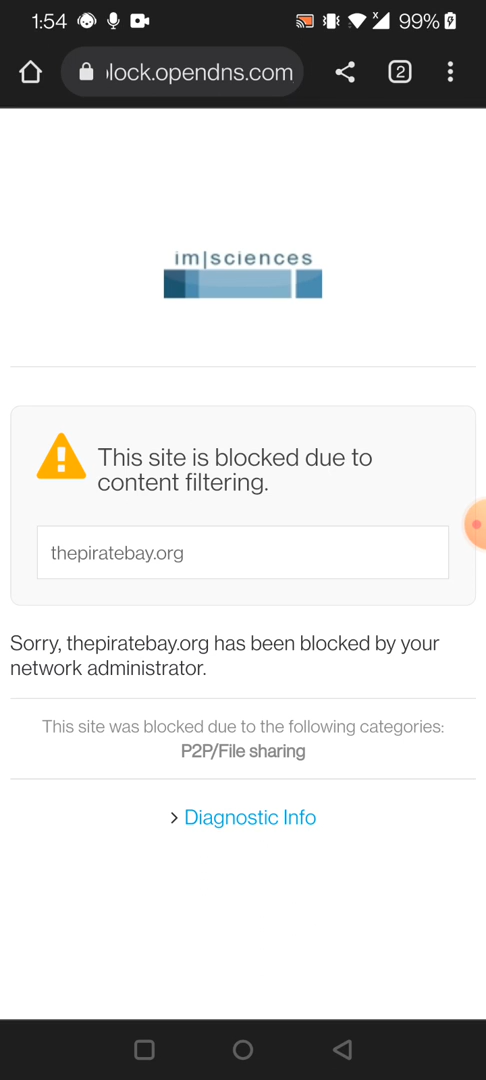 1:54
99%
lock.opendns.com
2
im|sciences
This site is blocked due to
content filtering.
thepiratebay.org
Sorry, thepiratebay.org has been blocked by your
network administrator.
This site was blocked due to the following categories:
P2P/File sharing
> Diagnostic Info